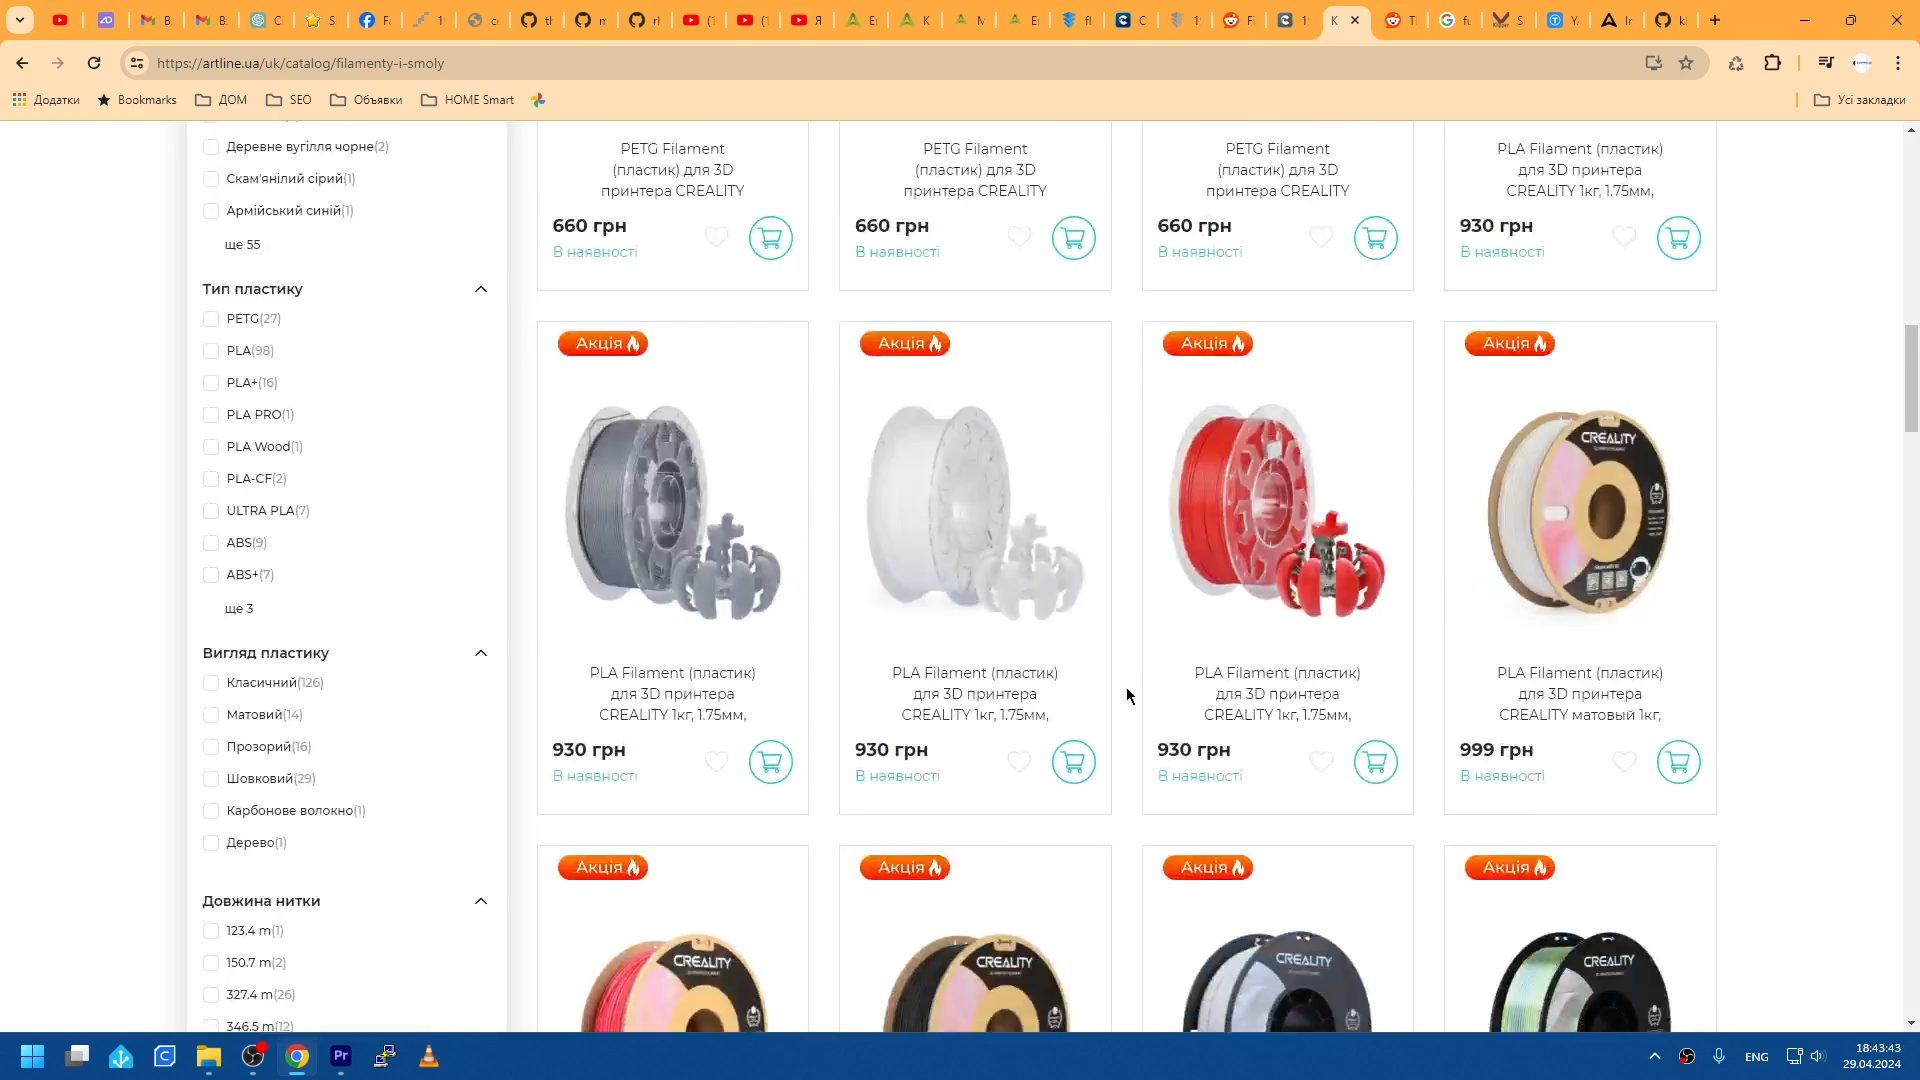 https://artline.ua/uk/catalog/filamenty-i-smoly
Додатки
Bookmarks
ДОМ
SEO
Объявки
HOME Smart
Усі закладки
Деревне вугілля чорне(2)
Скам'янілий сірий(1)
Армійський синій(1)
ще 55
Тип пластику
PETG(27)
PLA(98)
PLA+(16)
PLA PRO(1)
PLA Wood(1)
PLA-CF(2)
ULTRA PLA(7)
ABS(9)
ABS+(7)
ще 3
Вигляд пластику
Класичний(126)
Матовий(14)
Прозорий(16)
Шовковий(29)
Карбонове волокно(1)
Дерево(1)
Довжина нитки
123.4 m(1)
150.7 m(2)
327.4 m(26)
346.5 m(12)
PETG Filament
(пластик) для 3D
принтера CREALITY
660 грн
В наявності
PETG Filament
(пластик) для 3D
принтера CREALITY
660 грн
В наявності
PETG Filament
(пластик) для 3D
принтера CREALITY
660 грн
В наявності
PLA Filament (пластик)
для 3D принтера
CREALITY 1кг, 1.75мм,
930 грн
В наявності
Акція
PLA Filament (пластик)
для 3D принтера
CREALITY 1кг, 1.75мм,
930 грн
В наявності
Акція
PLA Filament (пластик)
для 3D принтера
CREALITY 1кг, 1.75мм,
930 грн
В наявності
Акція
PLA Filament (пластик)
для 3D принтера
CREALITY 1кг, 1.75мм,
930 грн
В наявності
Акція
CREALITY
PLA Filament (пластик)
для 3D принтера
CREALITY матовый 1кг,
999 грн
В наявності
Акція
CREALITY
Акція
CREALITY
Акція
CREALITY
Акція
CREALITY
Pr
ENG
18:43:43
29.04.2024